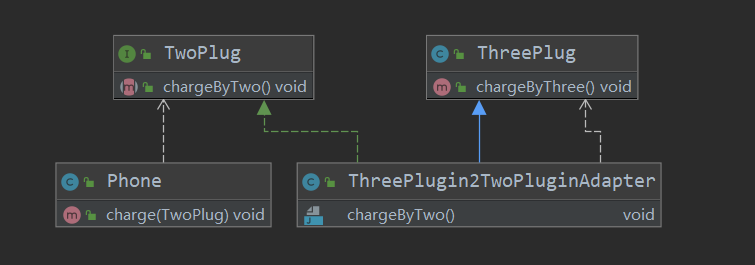 TwoPlug
chargeByTwo() void
ThreePlug
chargeByThree() void
Phone
charge(TwoPlug) void
ThreePlugin2TwoPluginAdapter
chargeByTwo() void